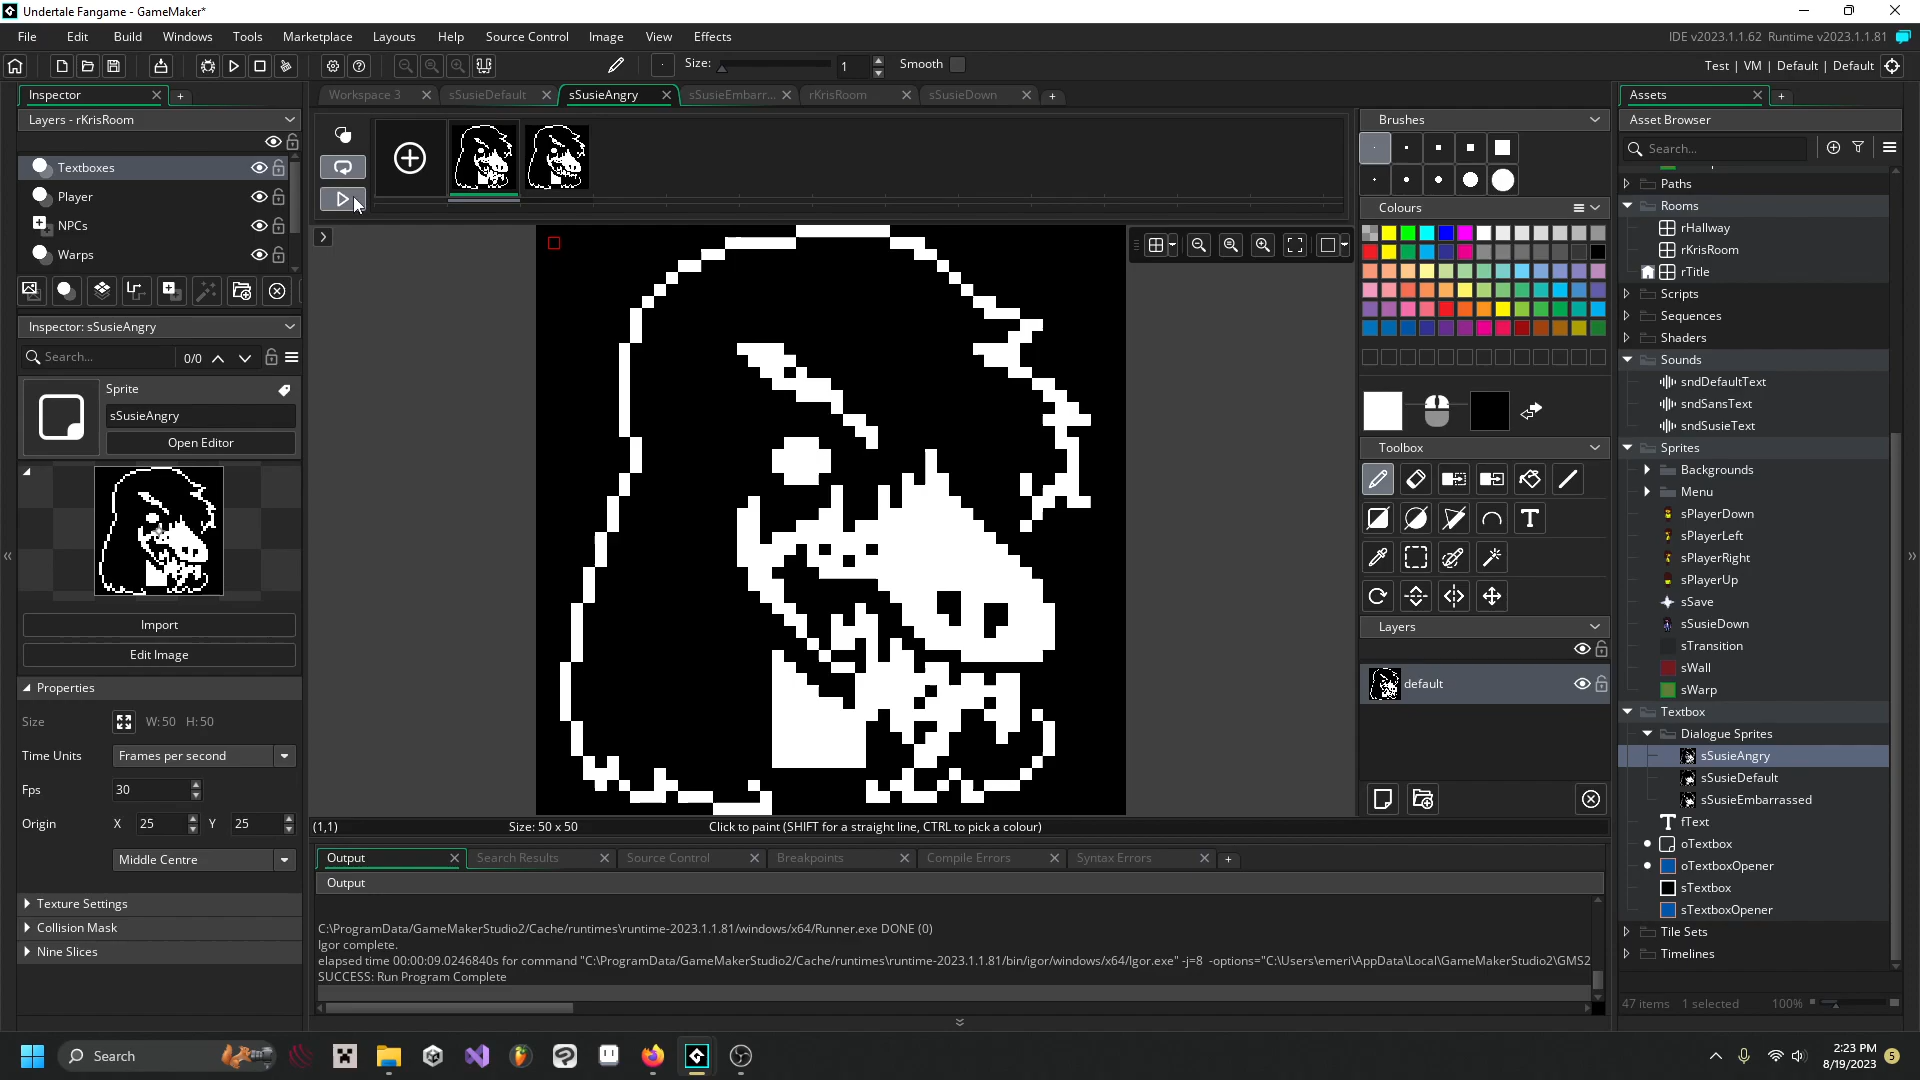 Undertale Fangame - GameMaker*
File Edit Build Windows Tools Marketplace Layouts Help Source Control Image View Effects
IDE v2023.1.1.62 Runtime v2023.1.1.81
Size: 1 Smooth
Test | VM | Default | Default
Inspector
Workspace 3 sSusieDefault sSusieAngry sSusieEmbarr... rKrisRoom sSusieDown
Assets
Layers - rKrisRoom
Textboxes
Player
NPCs
Warps
Inspector: sSusieAngry
Search... 0/0
Sprite
sSusieAngry
Open Editor
Import
Edit Image
Properties
Size W:50 H:50
Time Units Frames per second
Fps 30
Origin X 25 Y 25
Middle Centre
Texture Settings
Collision Mask
Nine Slices
(1,1) Size: 50 x 50 Click to paint (SHIFT for a straight line, CTRL to pick a colour)
Output Search Results Source Control Breakpoints Compile Errors Syntax Errors
Output
C:\ProgramData/GameMakerStudio2/Cache/runtimes\runtime-2023.1.1.81/windows/x64/Runner.exe DONE (0)
Igor complete.
elapsed time 00:00:09.0246840s for command "C:\ProgramData/GameMakerStudio2/Cache/runtimes\runtime-2023.1.1.81/bin/igor/windows/x64/Igor.exe" -j=8 -options="C:\Users\emeri\AppData\Local\GameMakerStudio2\GMS2
SUCCESS: Run Program Complete
Brushes
Colours
Toolbox
T
Layers
default
Asset Browser
Search...
Paths
Rooms
rHallway
rKrisRoom
rTitle
Scripts
Sequences
Shaders
Sounds
sndDefaultText
sndSansText
sndSusieText
Sprites
Backgrounds
Menu
sPlayerDown
sPlayerLeft
sPlayerRight
sPlayerUp
sSave
sSusieDown
sTransition
sWall
sWarp
Textbox
Dialogue Sprites
sSusieAngry
sSusieDefault
sSusieEmbarrassed
fText
oTextbox
oTextboxOpener
sTextbox
sTextboxOpener
Tile Sets
Timelines
47 items 1 selected 100%
Search
2:23 PM
8/19/2023
5